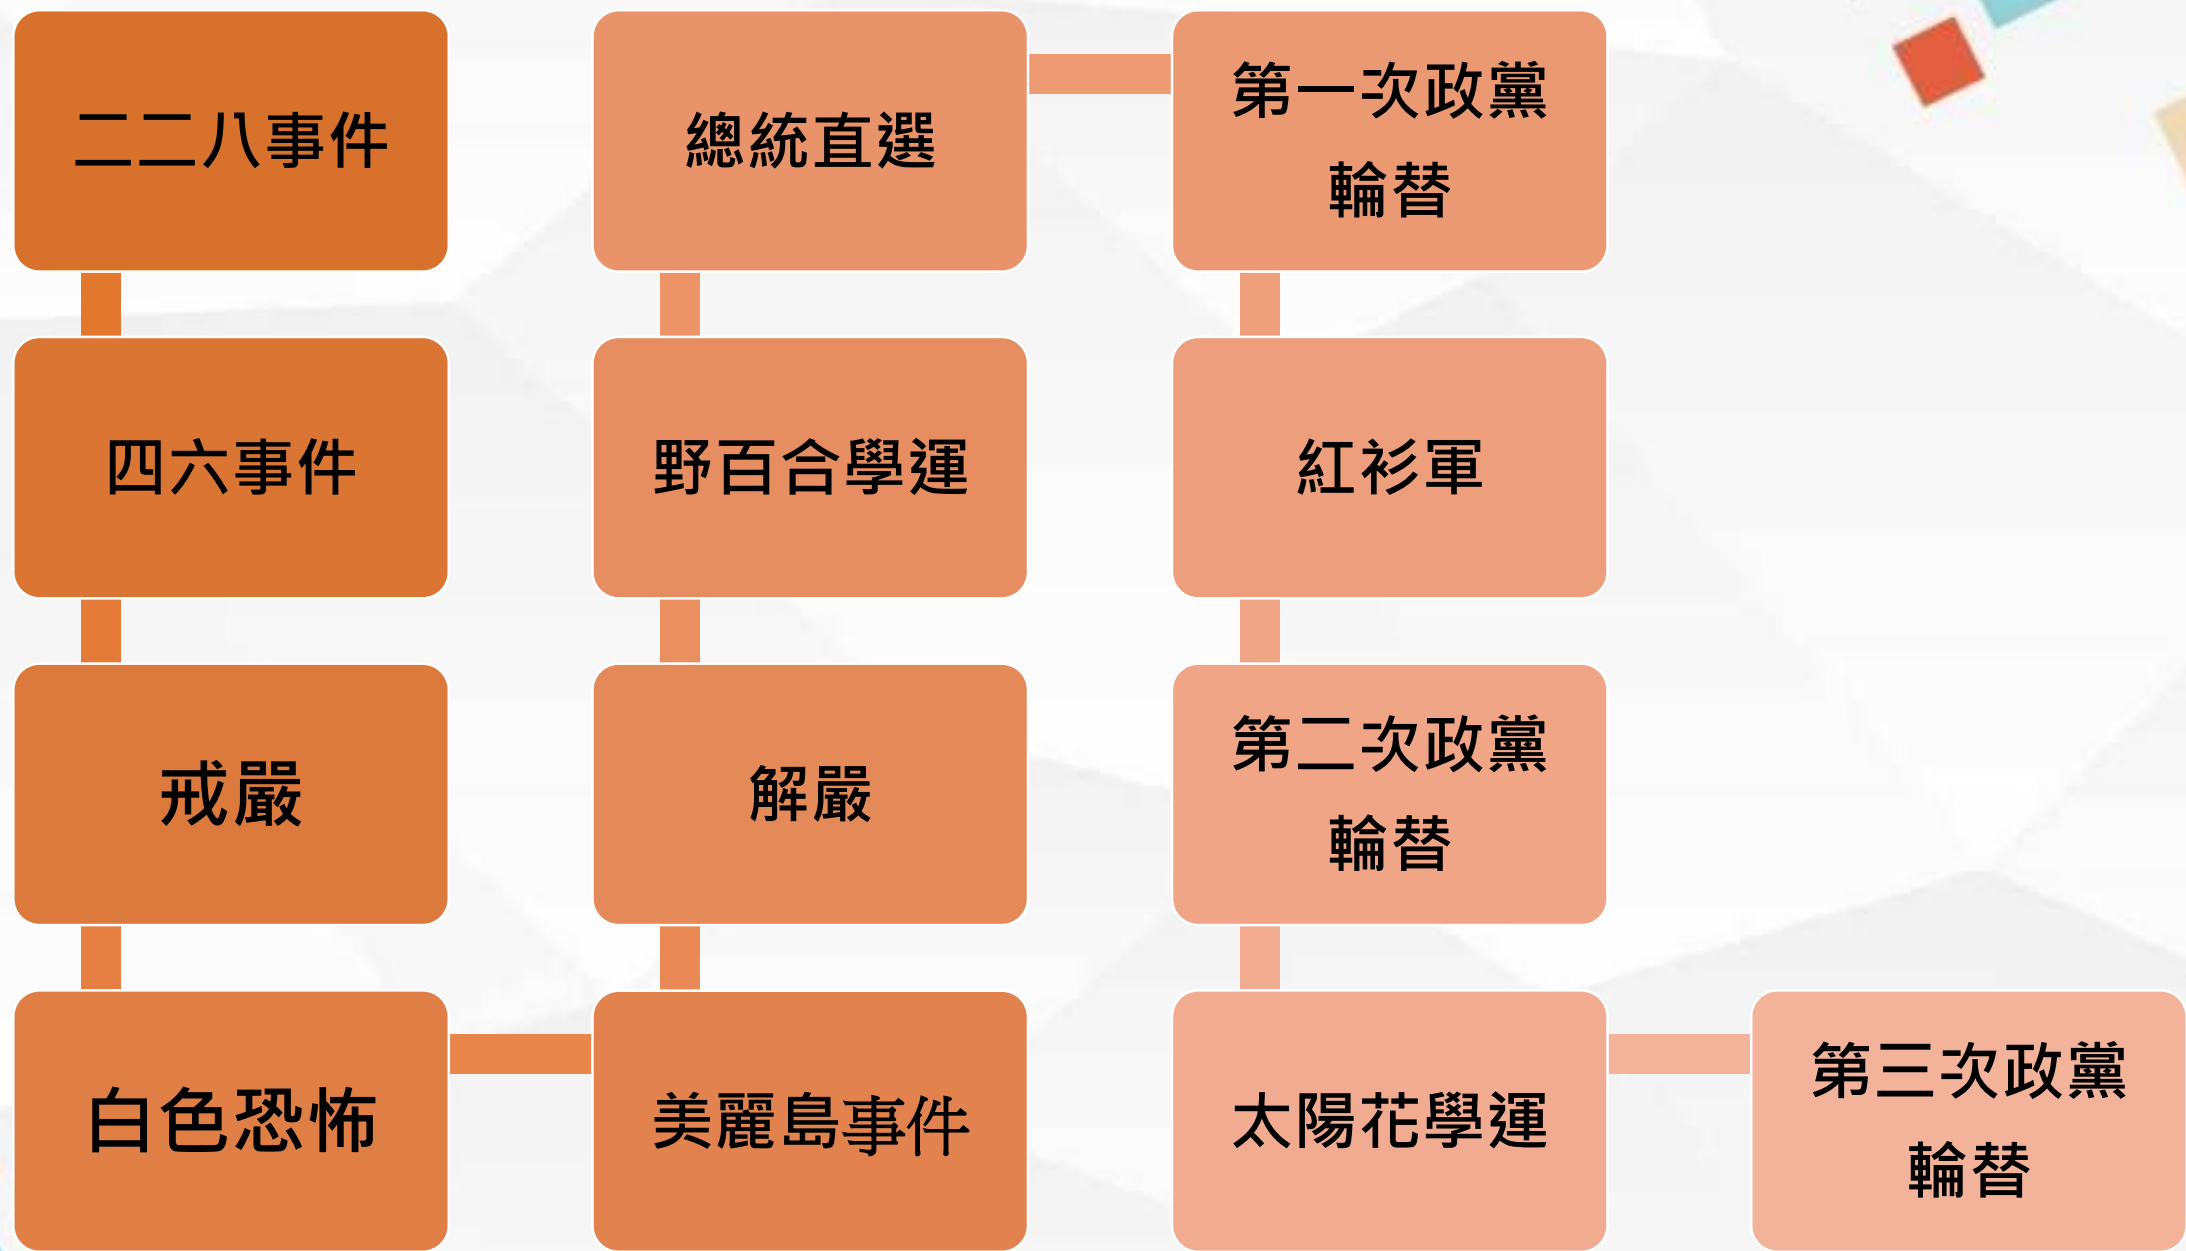 二二八事件
四六事件
戒嚴
白色恐怖
美麗島事件
解嚴
野百合學運
總統直選
第一次政黨
輪替
紅衫軍
第二次政黨
輪替
太陽花學運
第三次政黨
輪替